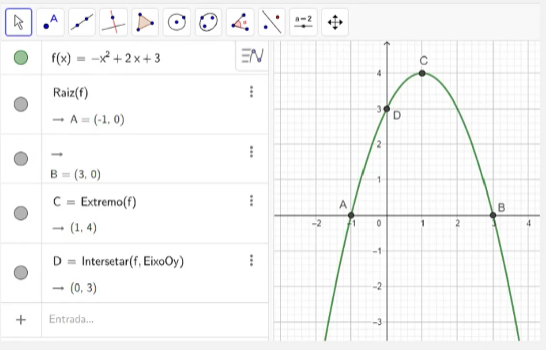 A
a=2
f(x) = −x² + 2 x + 3
Raiz(f)
→ A = (-1, 0)
→
B = (3, 0)
C = Extremo(f)
→ (1, 4)
D = Intersetar(f, EixoOy)
→ (0, 3)
+ Entrada...
C
4
3
D
2
1
A
B
−2
−1
0
1
2
3
4
−1
−2
−3